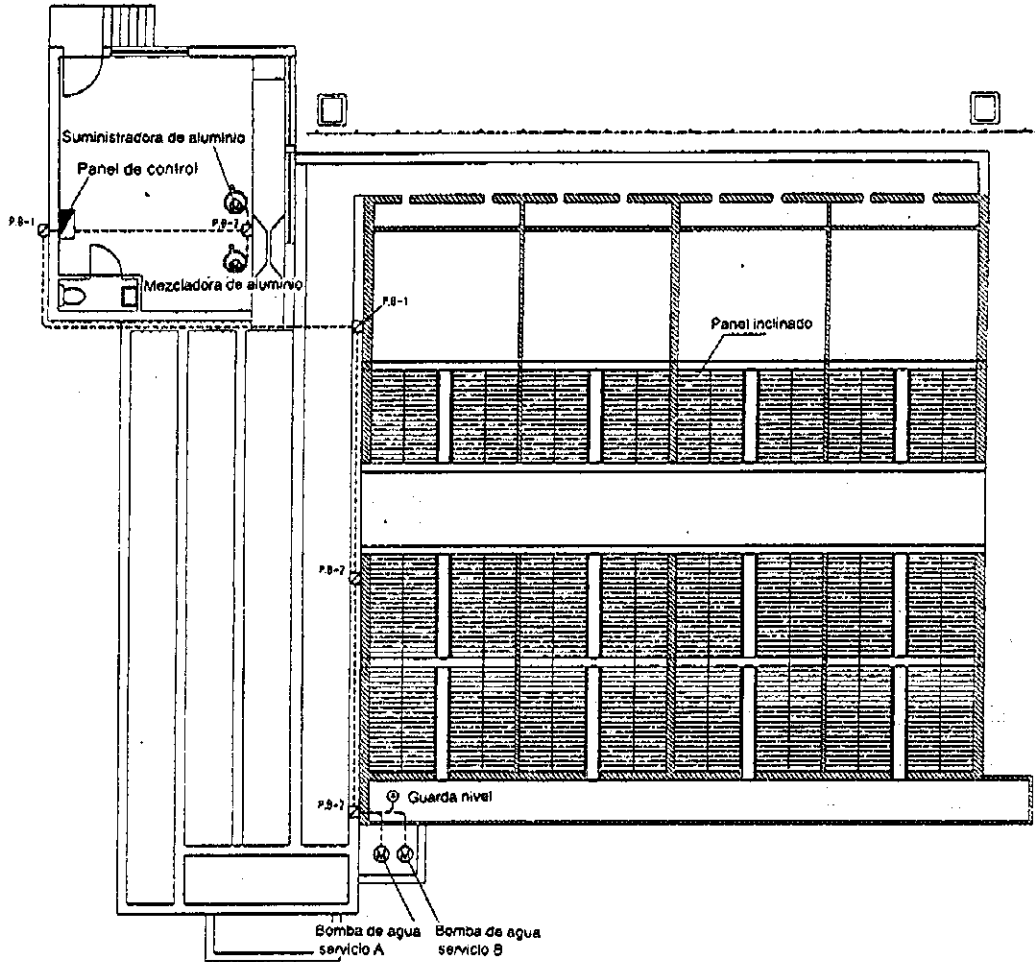 Suministradora de aluminio
Panel de control
P.B-1
P.B-2
Mezcladora de aluminio
P.B-1
Panel inclinado
P.B-2
P.B-2
Guarda nivel
M
M
Bomba de agua
servicio A
Bomba de agua
servicio B